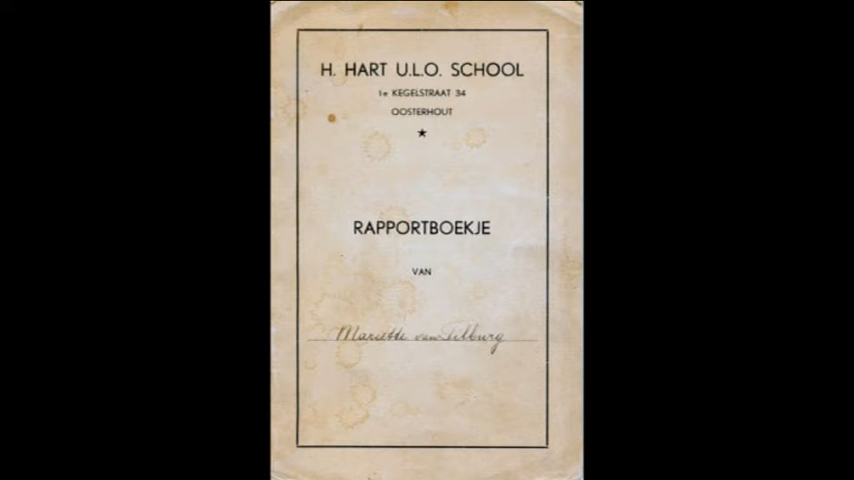 H. HART U.L.O. SCHOOL
1e KEGELSTRAAT 34
OOSTERHOUT
RAPPORTBOEKJE
VAN
Mariette van Tilburg